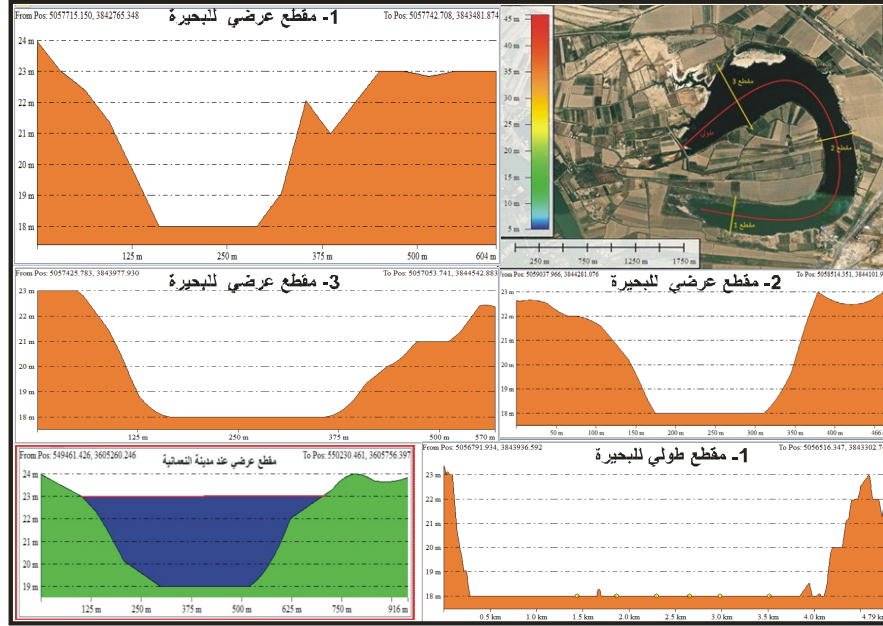 From Pos: 5057715.150, 3842765.348
1- مقطع عرضي للبحيرة
To Pos: 5057742.708, 3843481.874
24 m
23 m
22 m
21 m
20 m
19 m
18 m
125 m 250 m 375 m 500 m 604 m
45 m
40 m
35 m
30 m
25 m
20 m
15 m
10 m
5 m
مقطع 3
طولي
مقطع 2
مقطع 1
250 m 750 m 1250 m 1750 m
From Pos: 5057425.783, 3843977.930
3- مقطع عرضي للبحيرة
To Pos: 5057053.741, 3844542.883
23 m
22 m
21 m
20 m
19 m
18 m
125 m 250 m 375 m 500 m 570 m
From Pos: 5059037.966, 3844281.076
2- مقطع عرضي للبحيرة
To Pos: 5058514.351, 3844101.9
23 m
22 m
21 m
20 m
19 m
18 m
50 m 100 m 150 m 200 m 250 m 300 m 350 m 400 m 466
From Pos: 549461.426, 3605260.246
مقطع عرضي عند مدينة النعمانية
To Pos: 550230.461, 3605756.397
24 m
23 m
22 m
20 m
19 m
125 m 250 m 375 m 500 m 625 m 750 m 916 m
From Pos: 5056791.934, 3843936.592
1- مقطع طولي للبحيرة
To Pos: 5056516.347, 3843302.7
23 m
22 m
21 m
20 m
19 m
18 m
0.5 km 1.0 km 1.5 km 2.0 km 2.5 km 3.0 km 3.5 km 4.0 km 4.79